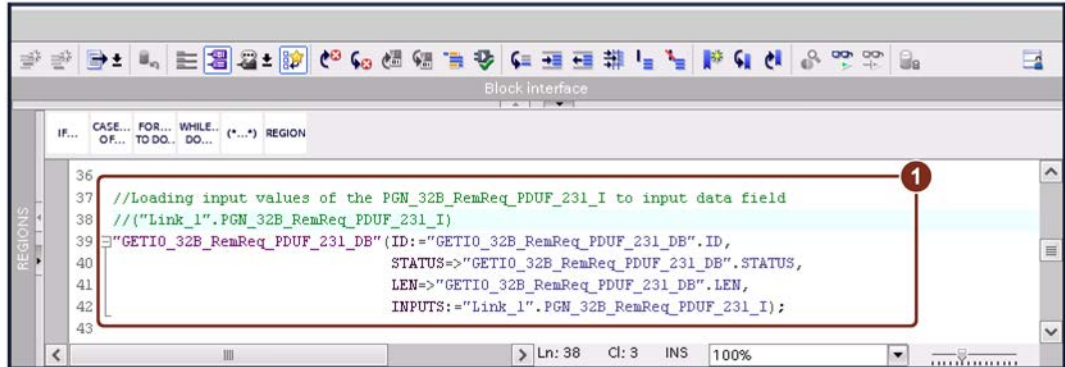 Block interface
IF... CASE... OF... FOR... TO DO.. WHILE.. DO... (*...*) REGION
REGIONS
1
36
37 //Loading input values of the PGN_32B_RemReq_PDUF_231_I to input data field
38 //("Link_1".PGN_32B_RemReq_PDUF_231_I)
39 "GETIO_32B_RemReq_PDUF_231_DB"(ID:="GETIO_32B_RemReq_PDUF_231_DB".ID,
40 STATUS=>"GETIO_32B_RemReq_PDUF_231_DB".STATUS,
41 LEN=>"GETIO_32B_RemReq_PDUF_231_DB".LEN,
42 INPUTS:="Link_1".PGN_32B_RemReq_PDUF_231_I);
43
Ln: 38 Cl: 3 INS 100%